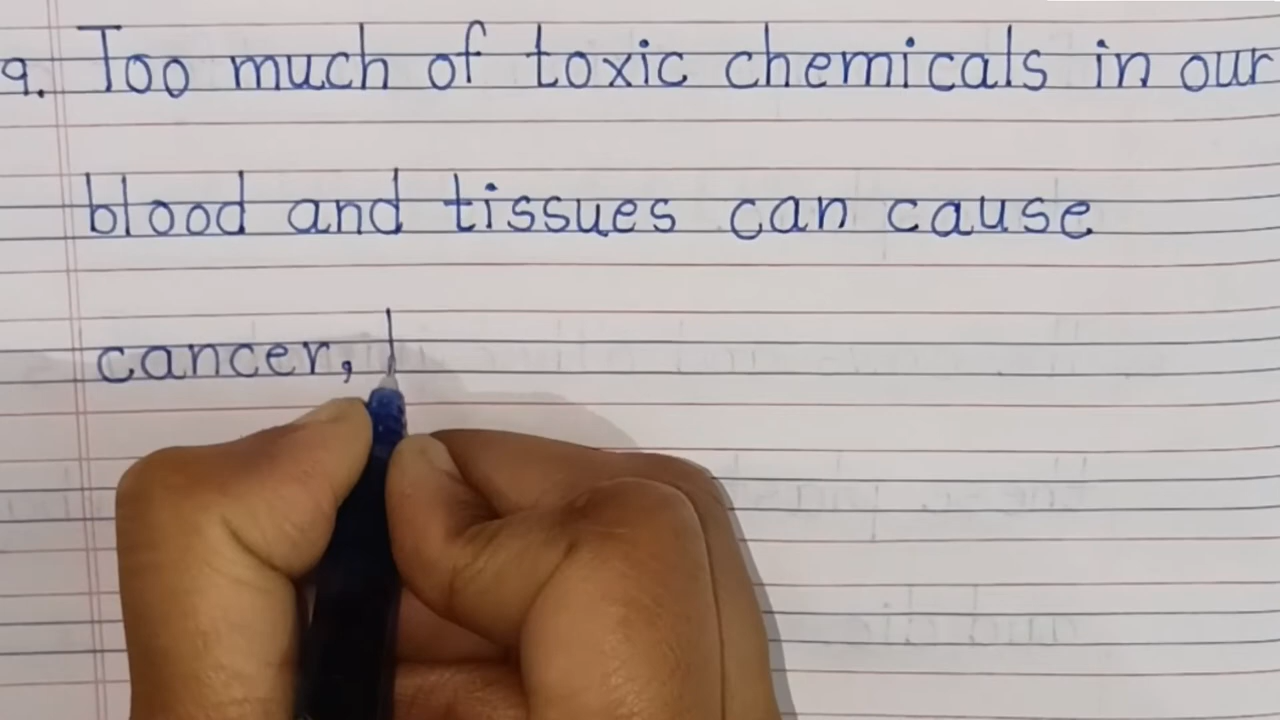 9. Too much of toxic chemicals in our
blood and tissues can cause
cancer,